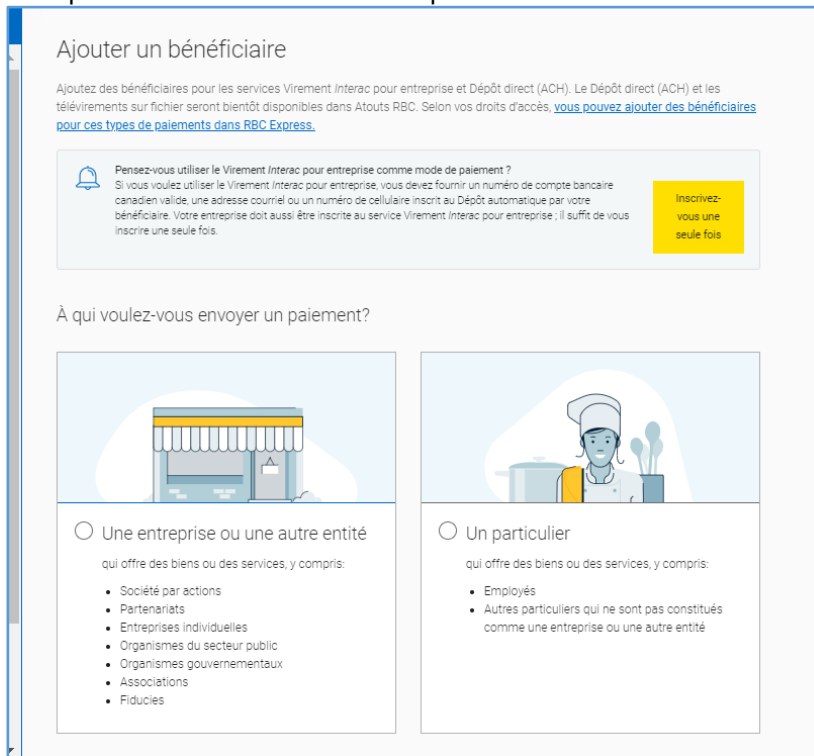 Ajouter un bénéficiaire
Ajoutez des bénéficiaires pour les services Virement Interac pour entreprise et Dépôt direct (ACH). Le Dépôt direct (ACH) et les
télévirements sur fichier seront bientôt disponibles dans Atouts RBC. Selon vos droits d'accès, vous pouvez ajouter des bénéficiaires
pour ces types de paiements dans RBC Express.
Pensez-vous utiliser le Virement Interac pour entreprise comme mode de paiement ?
Si vous voulez utiliser le Virement Interac pour entreprise, vous devez fournir un numéro de compte bancaire
canadien valide, une adresse courriel ou un numéro de cellulaire inscrit au Dépôt automatique par votre
bénéficiaire. Votre entreprise doit aussi être inscrite au service Virement Interac pour entreprise ; il suffit de vous
inscrire une seule fois.
Inscrivez-
vous une
seule fois
À qui voulez-vous envoyer un paiement?
Une entreprise ou une autre entité
qui offre des biens ou des services, y compris:
• Société par actions
• Partenariats
• Entreprises individuelles
• Organismes du secteur public
• Organismes gouvernementaux
• Associations
• Fiducies
Un particulier
qui offre des biens ou des services, y compris:
• Employés
• Autres particuliers qui ne sont pas constitués
comme une entreprise ou une autre entité